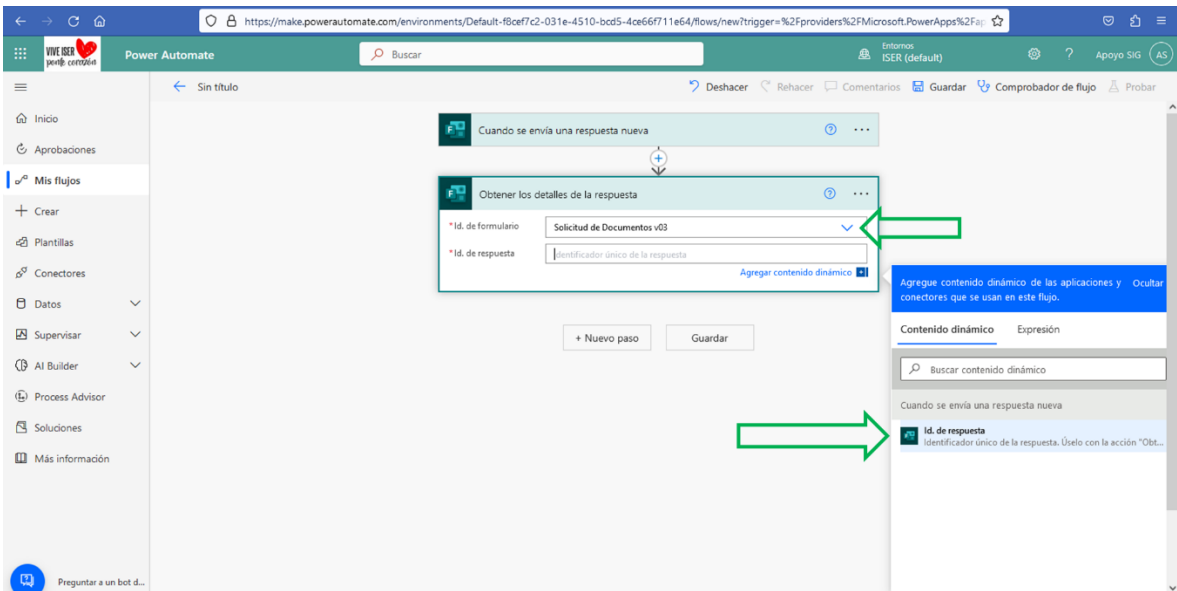 https://make.powerautomate.com/environments/Default-f8cef7c2-031e-4510-bcd5-4ce66f711e64/flows/new?trigger=%2Fproviders%2FMicrosoft.PowerApps%2Fap
VIVE ISER
ponle corazón
Power Automate
Buscar
Entornos
ISER (default)
?
Apoyo SIG
AS
Sin título
Deshacer
Rehacer
Comentarios
Guardar
Comprobador de flujo
Probar
Inicio
Aprobaciones
Mis flujos
Crear
Plantillas
Conectores
Datos
Supervisar
AI Builder
Process Advisor
Soluciones
Más información
Preguntar a un bot d...
Cuando se envía una respuesta nueva
Obtener los detalles de la respuesta
*Id. de formulario
Solicitud de Documentos v03
*Id. de respuesta
Identificador único de la respuesta
Agregar contenido dinámico
+ Nuevo paso
Guardar
Agregue contenido dinámico de las aplicaciones y
conectores que se usan en este flujo.
Ocultar
Contenido dinámico
Expresión
Buscar contenido dinámico
Cuando se envía una respuesta nueva
Id. de respuesta
Identificador único de la respuesta. Úselo con la acción "Obt...